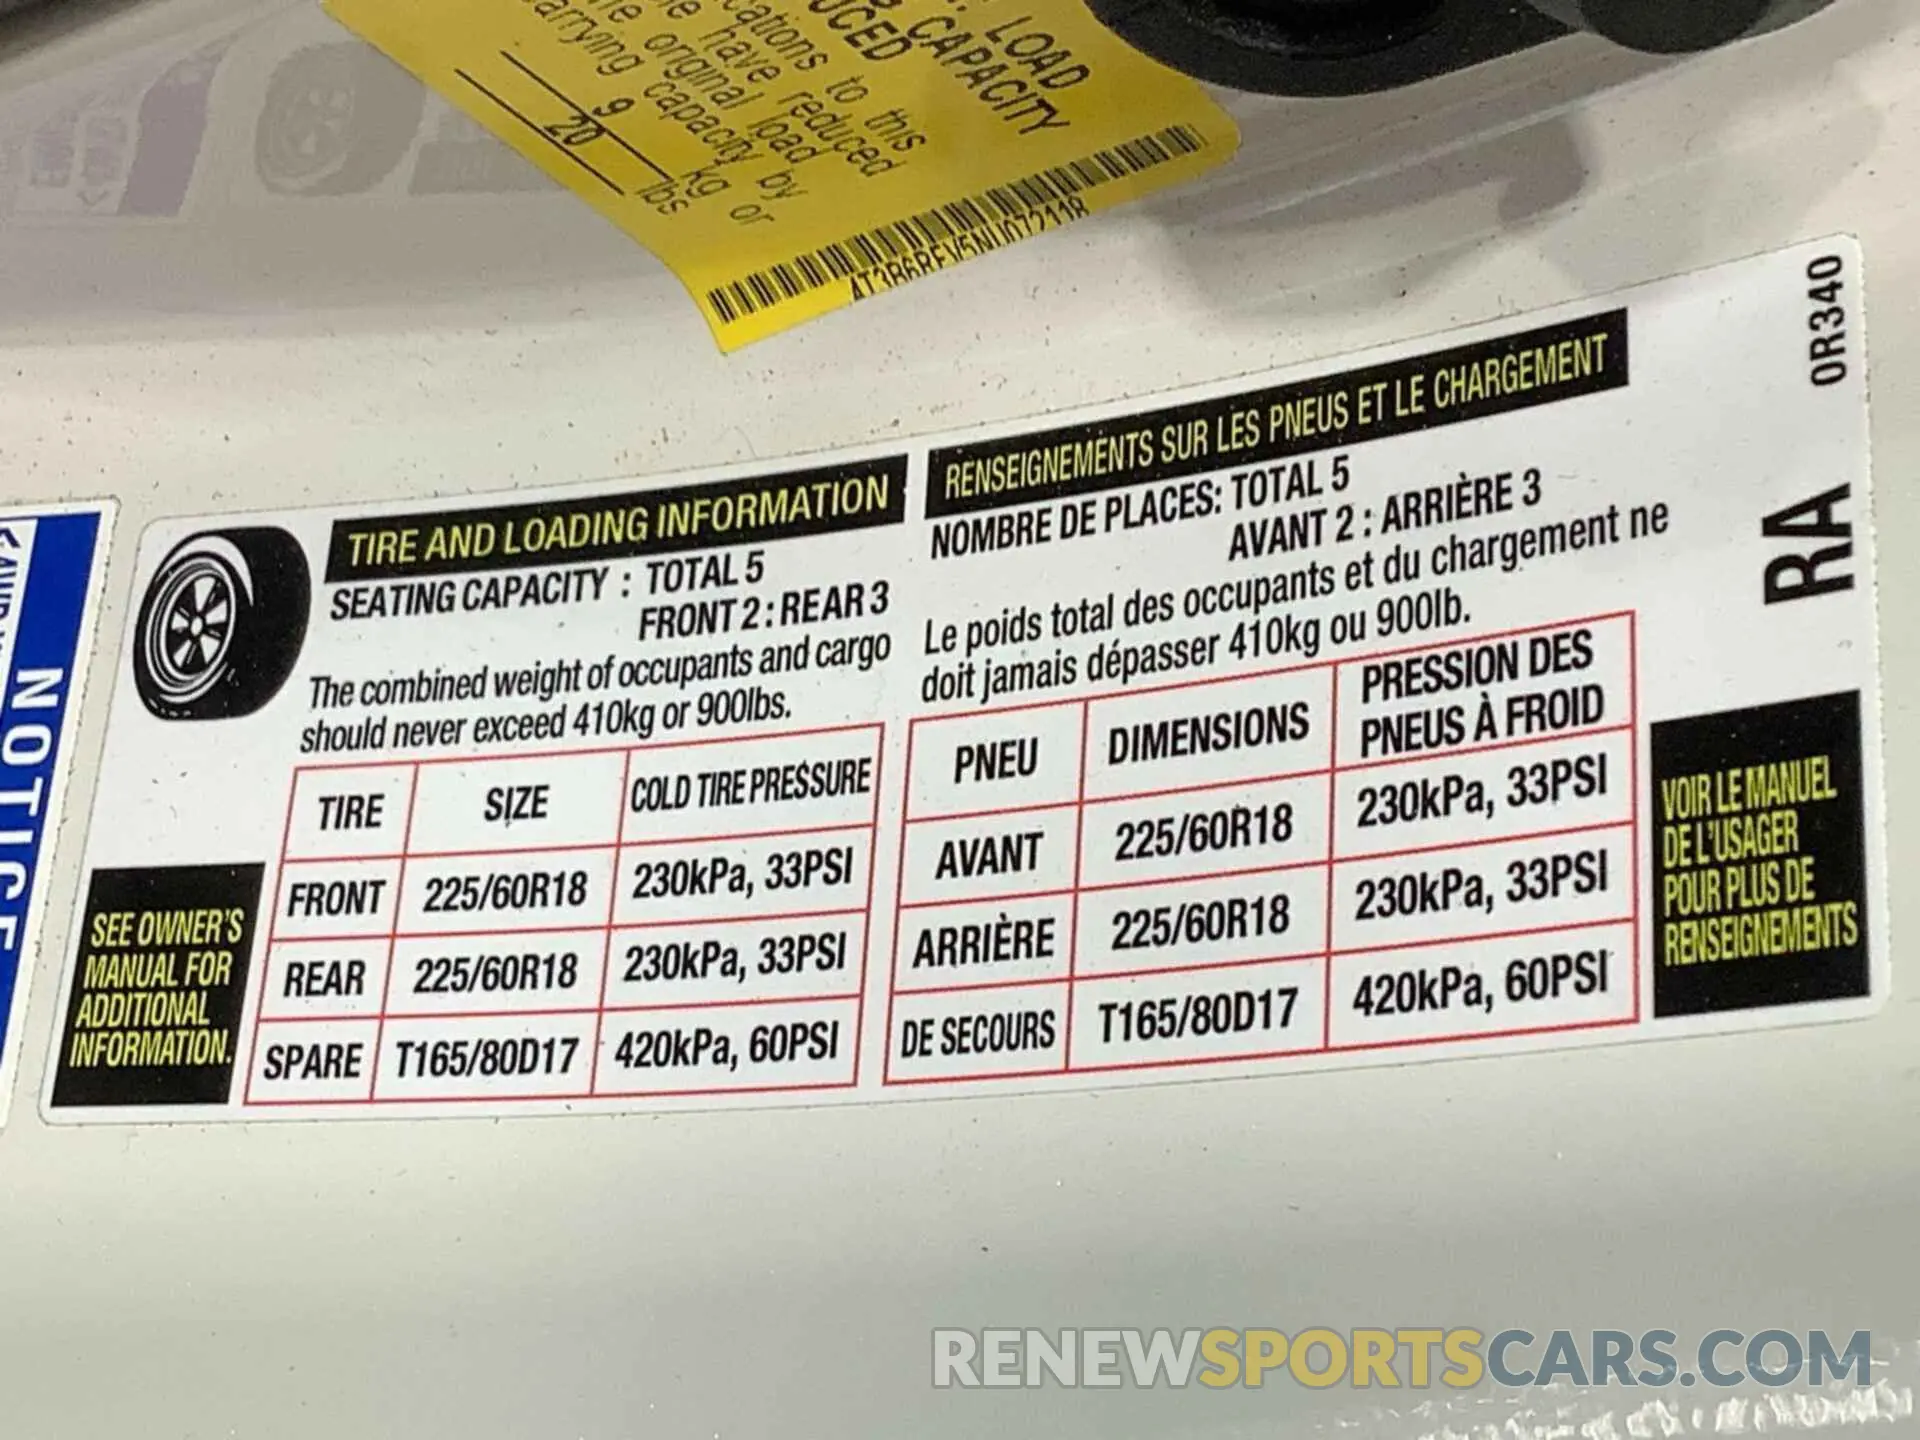 LOAD
CAPACITY
to this
have reduced
original load
carrying capacity by
9 kg or
20 lbs
4T3B6RFV5NU072118
0R340
RA
NOTICE
TIRE AND LOADING INFORMATION
SEATING CAPACITY : TOTAL 5
FRONT 2 : REAR 3
The combined weight of occupants and cargo
should never exceed 410kg or 900lbs.
TIRE SIZE COLD TIRE PRESSURE
FRONT 225/60R18 230kPa, 33PSI
REAR 225/60R18 230kPa, 33PSI
SPARE T165/80D17 420kPa, 60PSI
SEE OWNER'S
MANUAL FOR
ADDITIONAL
INFORMATION.
RENSEIGNEMENTS SUR LES PNEUS ET LE CHARGEMENT
NOMBRE DE PLACES: TOTAL 5
AVANT 2 : ARRIÈRE 3
Le poids total des occupants et du chargement ne
doit jamais dépasser 410kg ou 900lb.
PNEU DIMENSIONS PRESSION DES
PNEUS À FROID
AVANT 225/60R18 230kPa, 33PSI
ARRIÈRE 225/60R18 230kPa, 33PSI
DE SECOURS T165/80D17 420kPa, 60PSI
VOIR LE MANUEL
DE L'USAGER
POUR PLUS DE
RENSEIGNEMENTS
RENEWSPORTSCARS.COM